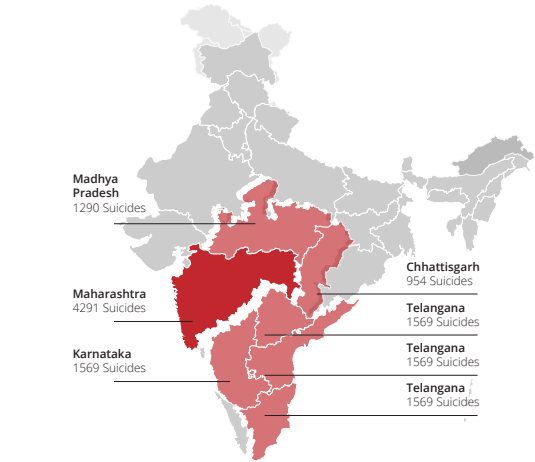 Madhya
Pradesh
1290 Suicides
Maharashtra
4291 Suicides
Karnataka
1569 Suicides
Chhattisgarh
954 Suicides
Telangana
1569 Suicides
Telangana
1569 Suicides
Telangana
1569 Suicides